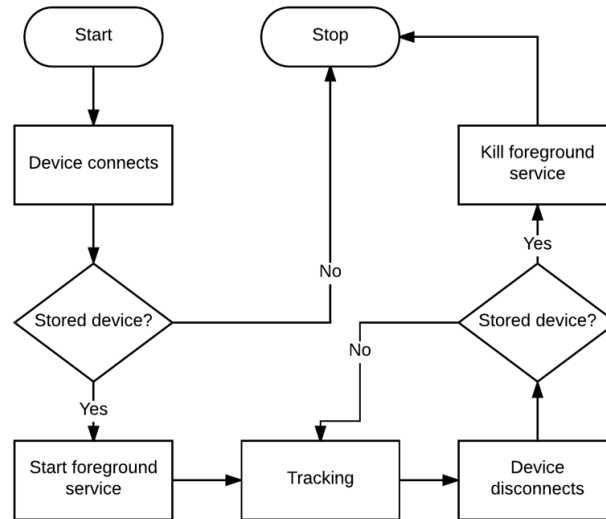 Start
Stop
Device connects
Kill foreground
service
Yes
No
Stored device?
Stored device?
No
Yes
Start foreground
service
Tracking
Device
disconnects